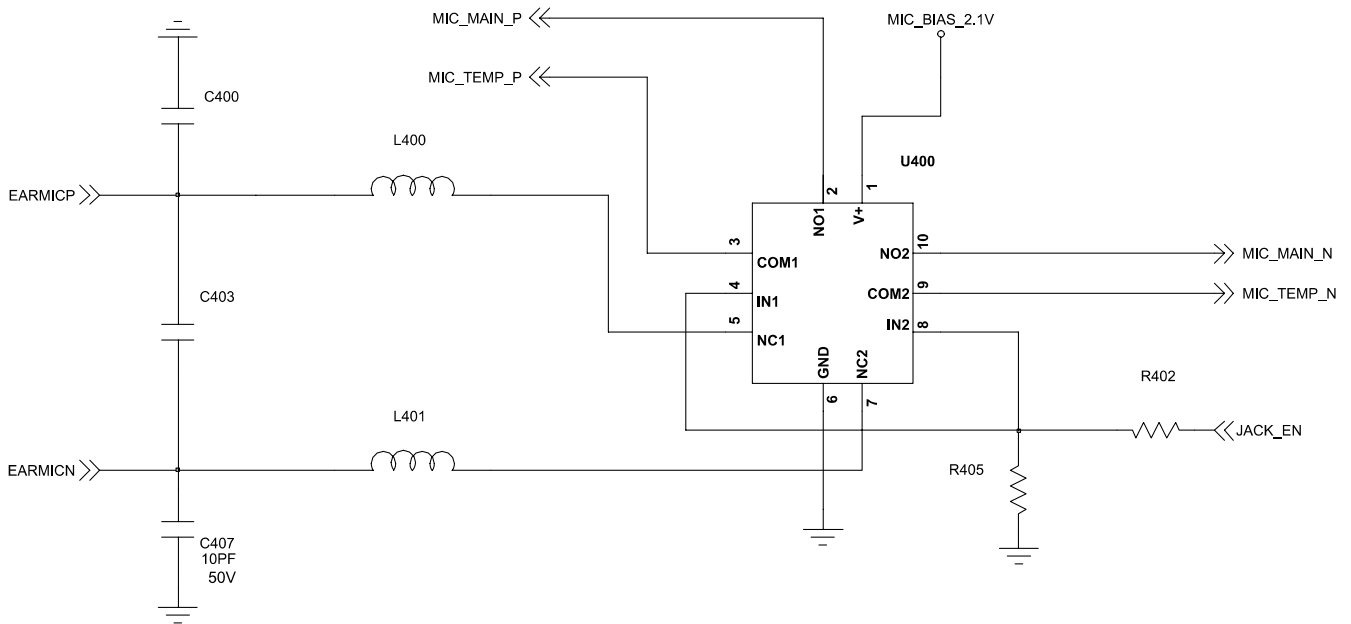 MIC_MAIN_P
MIC_BIAS_2.1V
MIC_TEMP_P
C400
L400
U400
EARMICP
2
1
NO1
V+
3
COM1
NO2
10
MIC_MAIN_N
4
IN1
COM2
9
MIC_TEMP_N
C403
5
NC1
IN2
8
GND
NC2
6
7
R402
L401
JACK_EN
EARMICN
R405
C407
10PF
50V